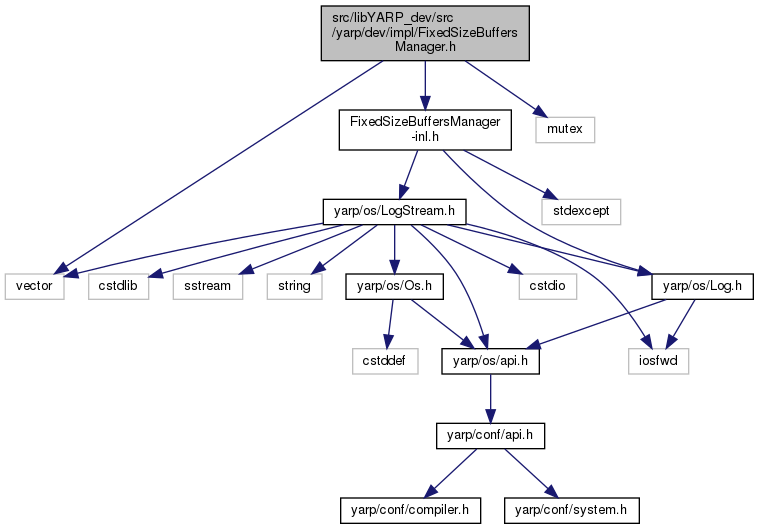 src/libYARP_dev/src
/yarp/dev/impl/FixedSizeBuffers
Manager.h
FixedSizeBuffersManager
-inl.h
mutex
yarp/os/LogStream.h
stdexcept
vector
cstdlib
sstream
string
yarp/os/Os.h
cstdio
yarp/os/Log.h
cstddef
yarp/os/api.h
iosfwd
yarp/conf/api.h
yarp/conf/compiler.h
yarp/conf/system.h